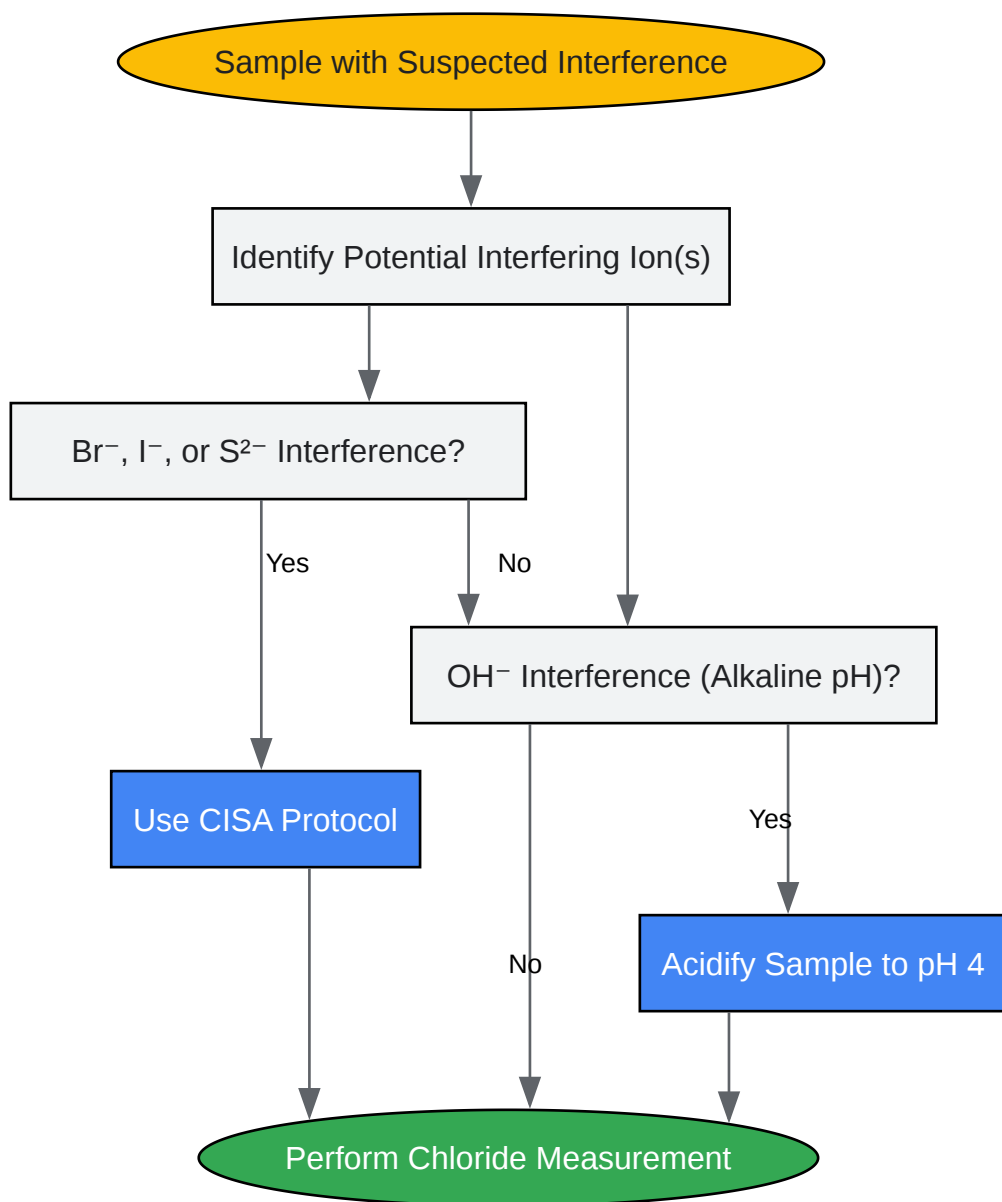 Sample with Suspected Interference
Identify Potential Interfering Ion(s)
Br⁻, I⁻, or S²⁻ Interference?
Yes
No
OH⁻ Interference (Alkaline pH)?
Use CISA Protocol
Yes
No
Acidify Sample to pH 4
Perform Chloride Measurement